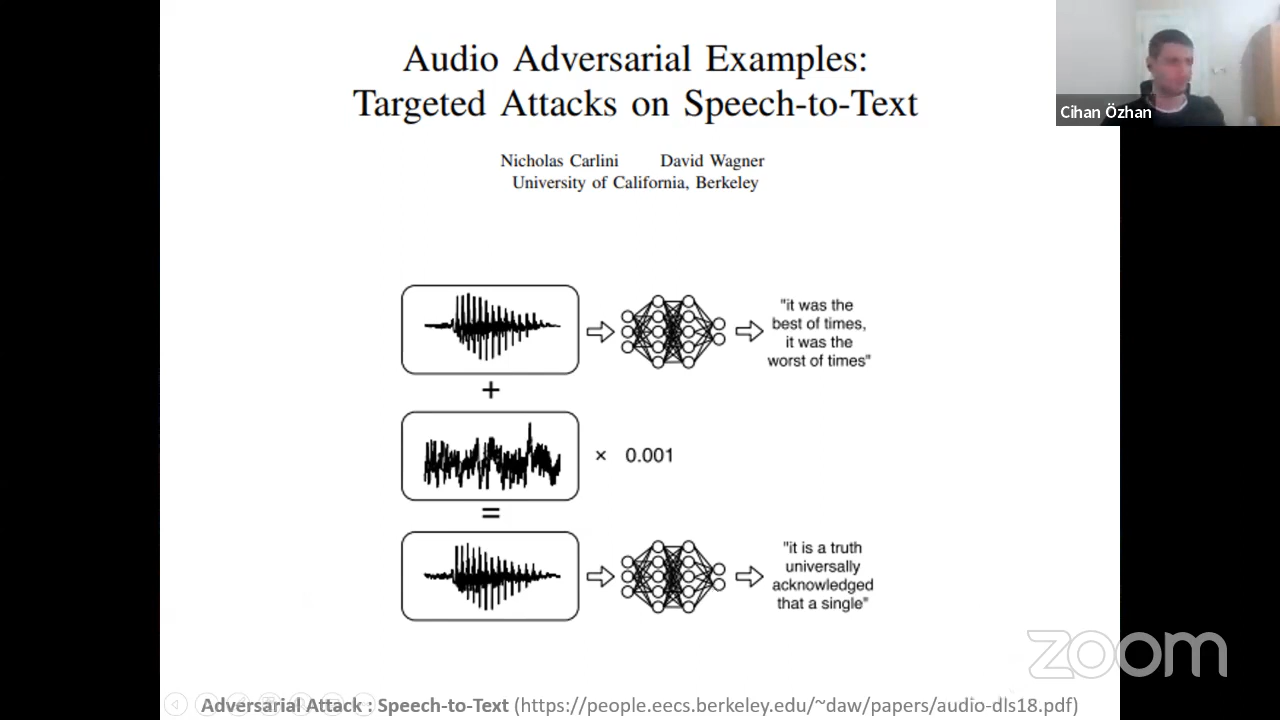 Audio Adversarial Examples:
Targeted Attacks on Speech-to-Text
Nicholas Carlini David Wagner
University of California, Berkeley
Cihan Özhan
"it was the
best of times,
it was the
worst of times"
+
× 0.001
=
"it is a truth
universally
acknowledged
that a single"
zoom
Adversarial Attack : Speech-to-Text (https://people.eecs.berkeley.edu/~daw/papers/audio-dls18.pdf)